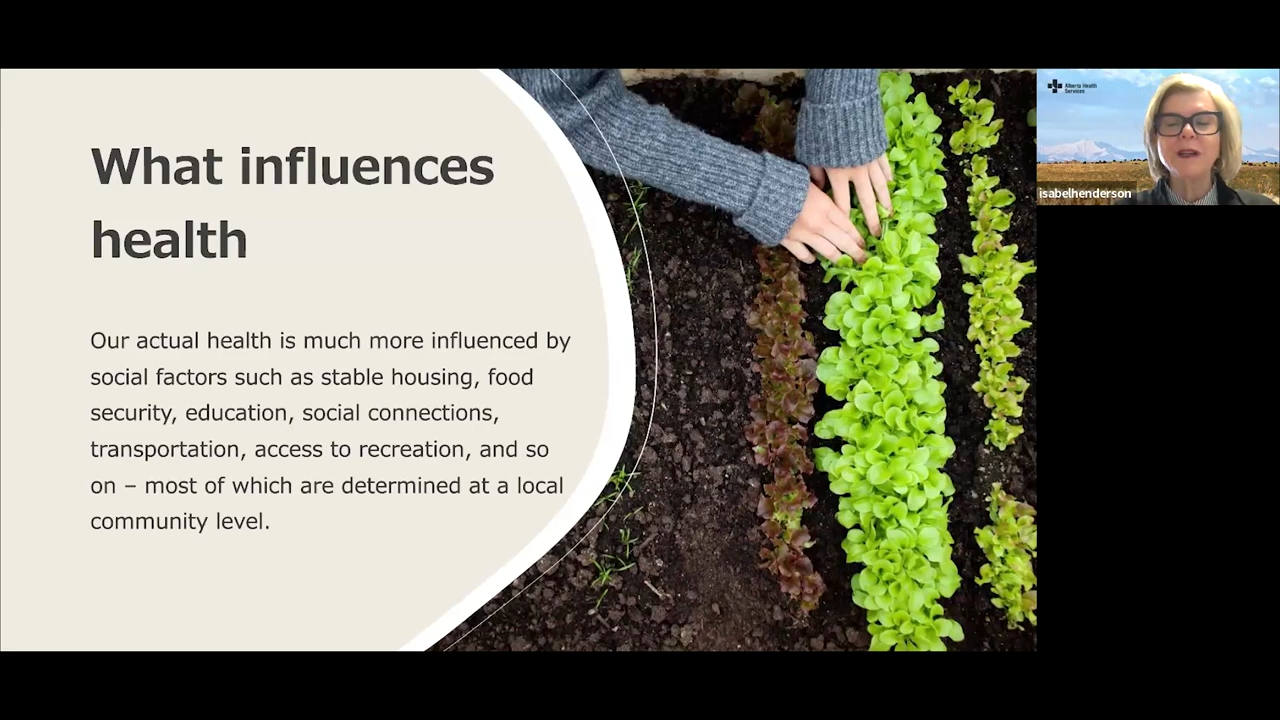 What influences
health
Our actual health is much more influenced by
social factors such as stable housing, food
security, education, social connections,
transportation, access to recreation, and so
on – most of which are determined at a local
community level.
Alberta Health
Services
isabelhenderson